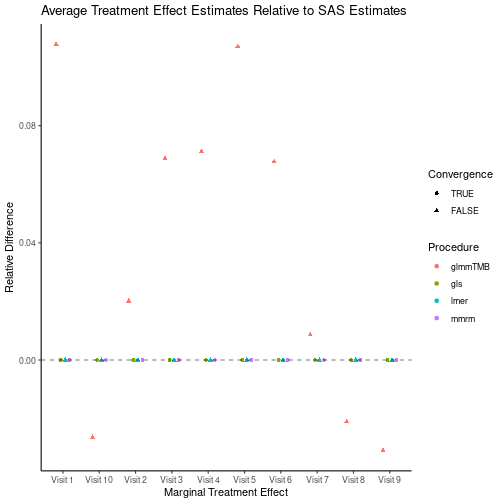 Average Treatment Effect Estimates Relative to SAS Estimates
Relative Difference
0.08
0.04
0.00
Visit 1 Visit 10 Visit 2 Visit 3 Visit 4 Visit 5 Visit 6 Visit 7 Visit 8 Visit 9
Marginal Treatment Effect
Convergence
TRUE
FALSE
Procedure
glmmTMB
gls
lmer
mmrm